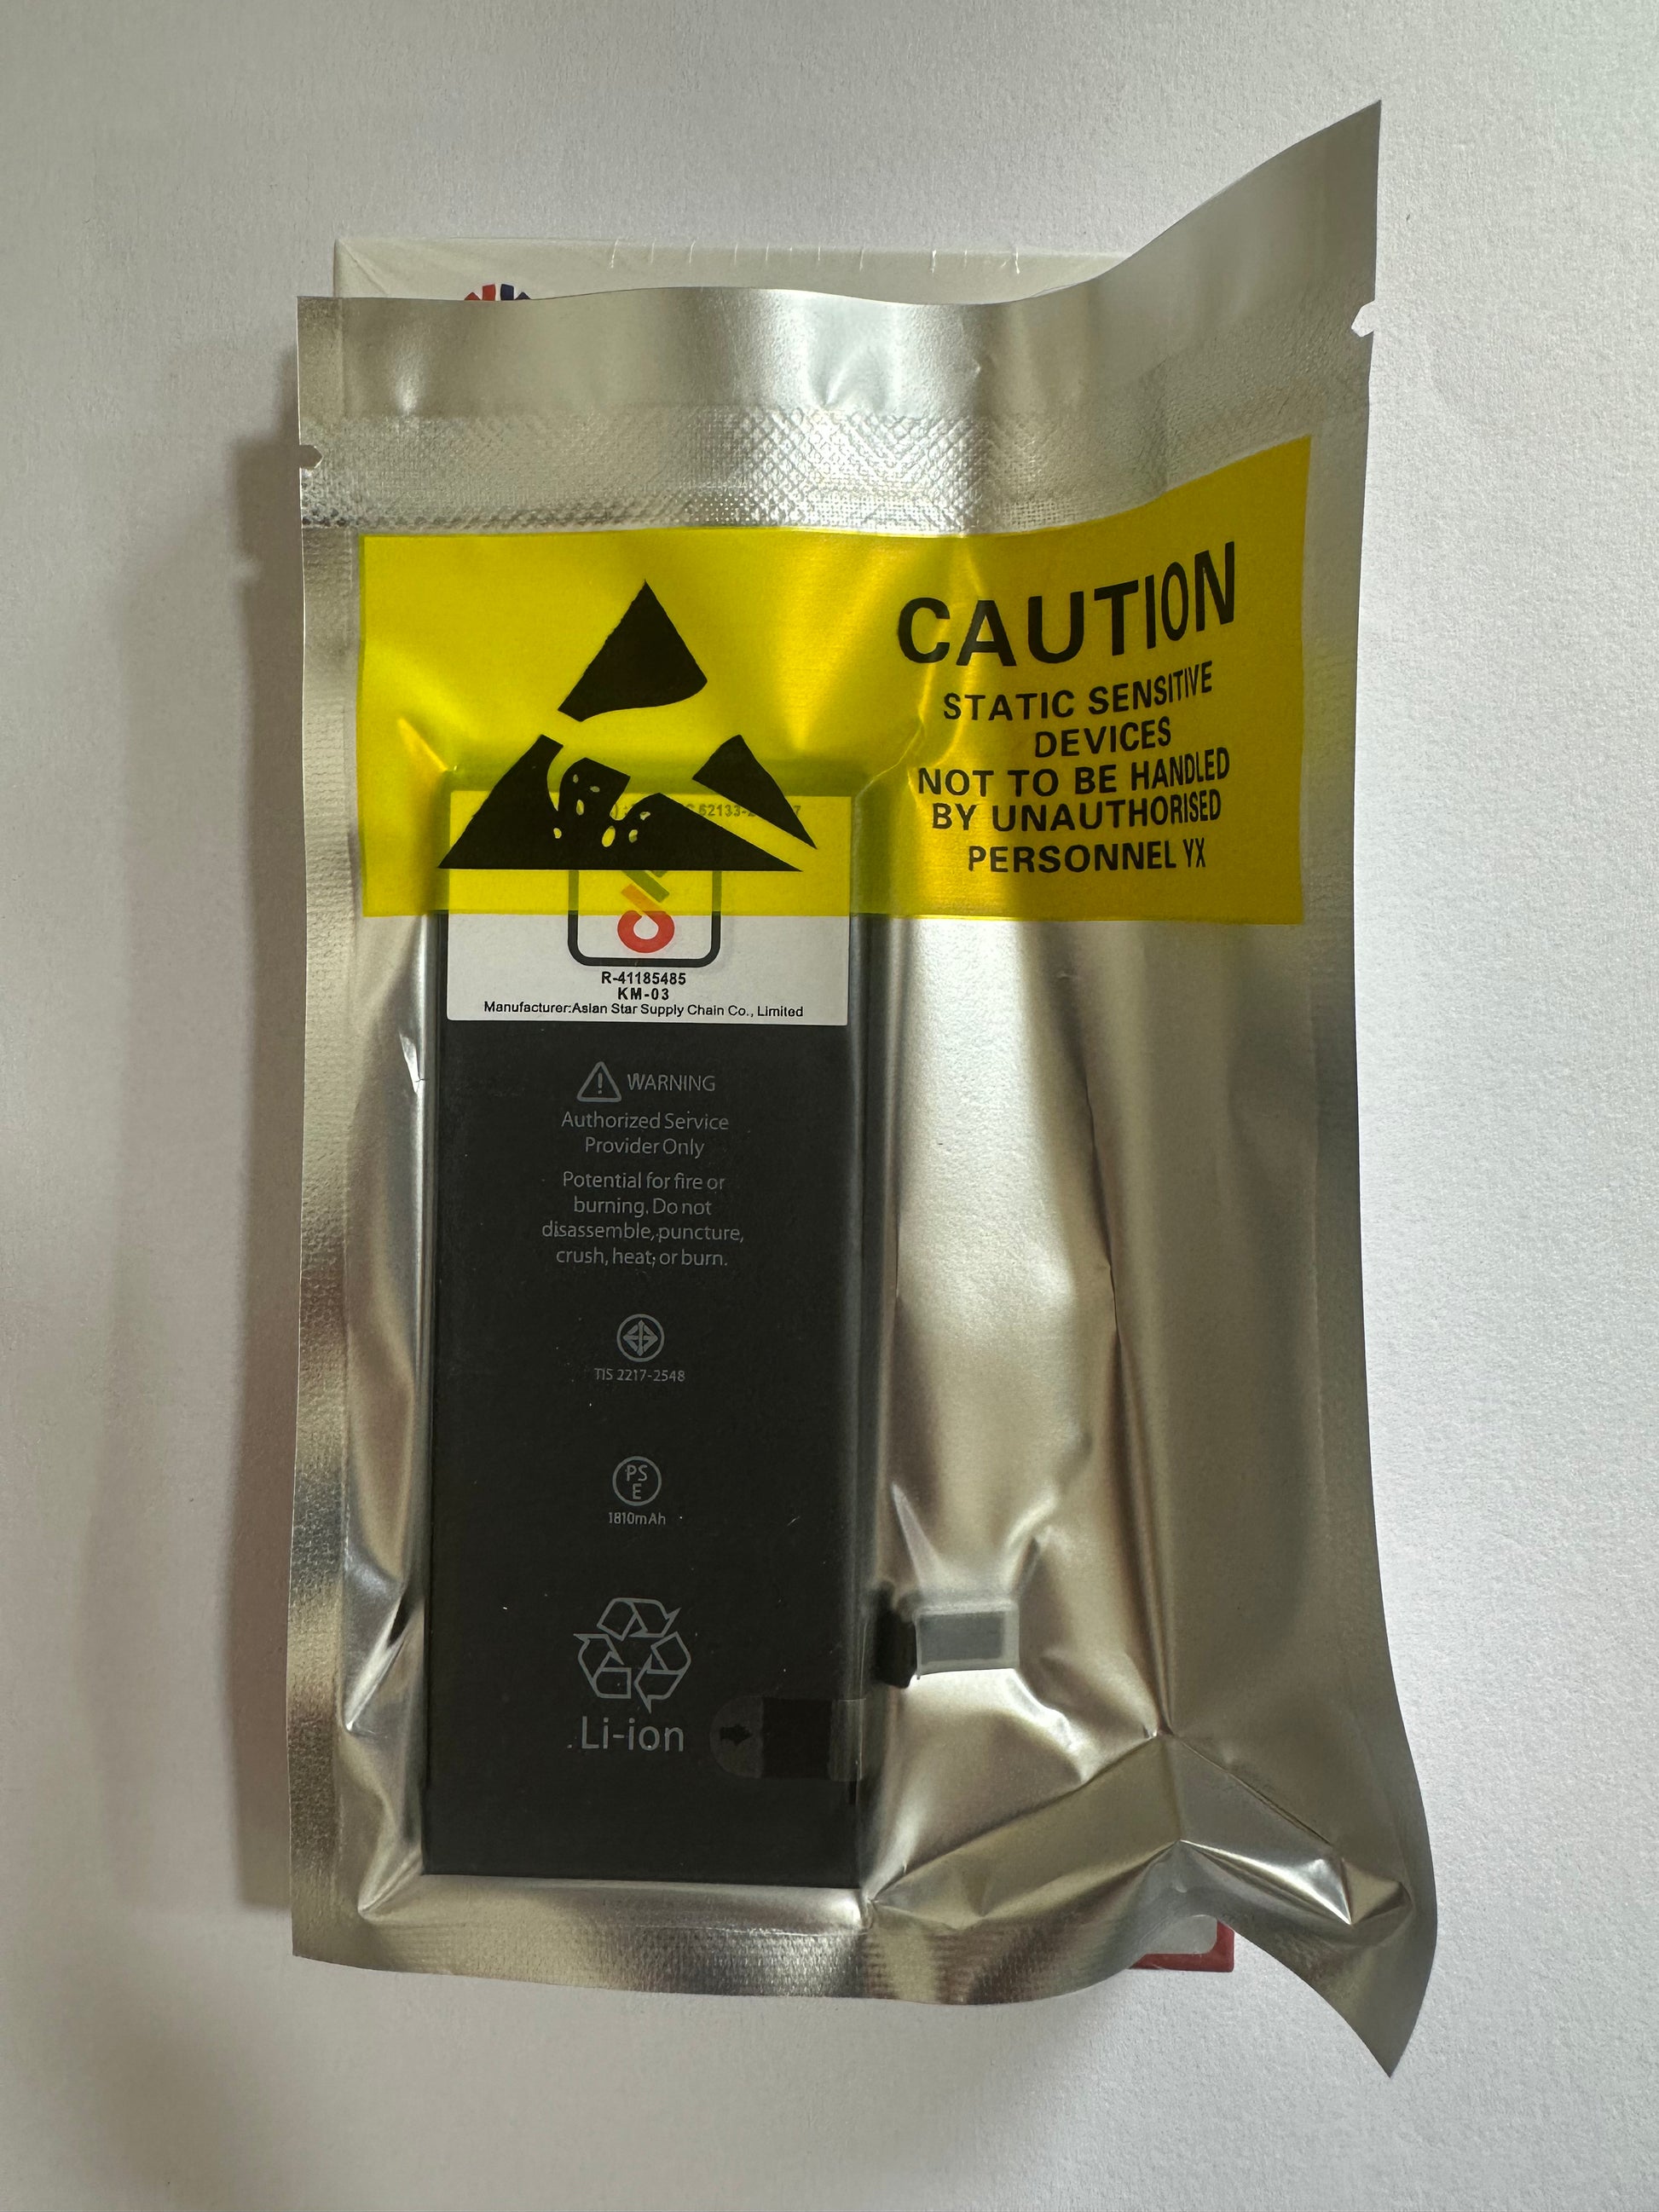 CAUTION
STATIC SENSITIVE
DEVICES
NOT TO BE HANDLED
BY UNAUTHORISED
PERSONNEL YX
R-41185485
KM-03
Manufacturer:Asian Star Supply Chain Co., Limited
WARNING
Authorized Service
Provider Only
Potential for fire or
burning. Do not
disassemble, puncture,
crush, heat, or burn.
TIS 2217-2548
PS
E
1810mAh
Li-ion